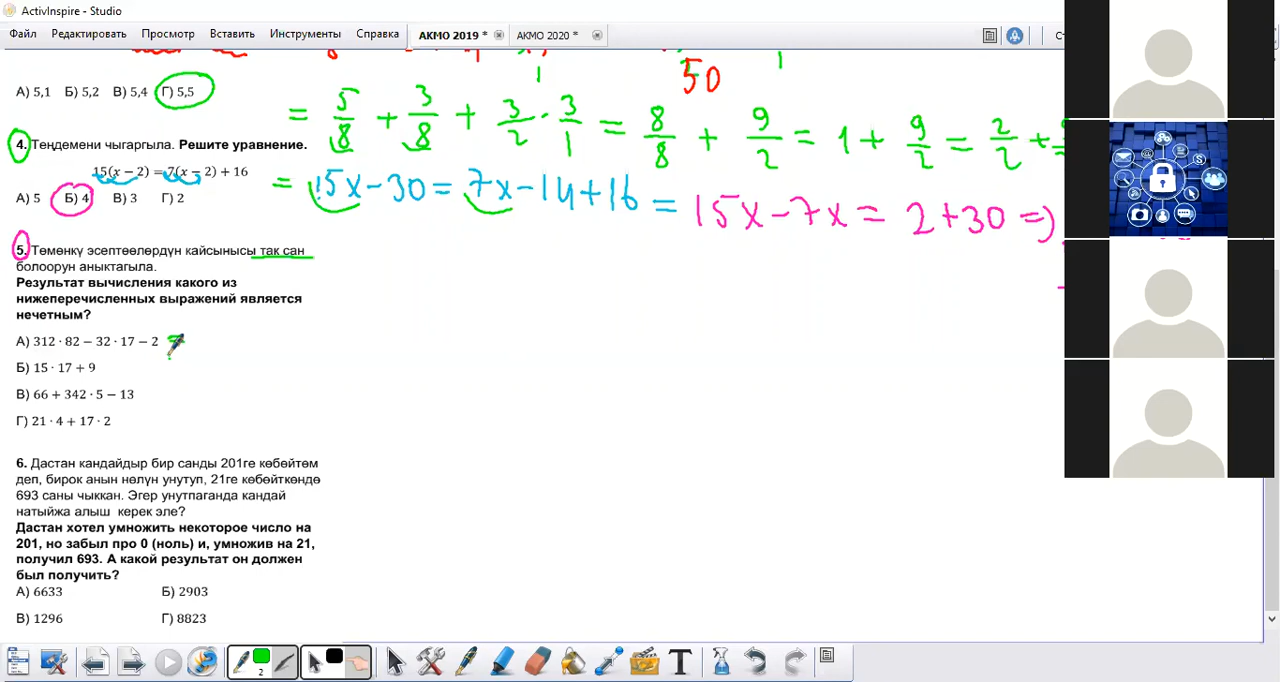 ActivInspire - Studio
Файл Редактировать Просмотр Вставить Инструменты Справка АКМО 2019 * АКМО 2020 *
50
А) 5,1 Б) 5,2 В) 5,4 Г) 5,5
= 5/8 + 3/8 + 3/2 · 3/1 = 8/8 + 9/2 = 1 + 9/2 = 2/2 +
4. Теңдемени чыгаргыла. Решите уравнение.
15(x − 2) = 7(x − 2) + 16
= 15x − 30 = 7x − 14 + 16 = 15x − 7x = 2 + 30 =>
А) 5 Б) 4 В) 3 Г) 2
5. Төмөнкү эсептөөлөрдүн кайсынысы так сан
болоорун аныктагыла.
Результат вычисления какого из
нижеперечисленных выражений является
нечетным?
А) 312 · 82 − 32 · 17 − 2
Б) 15 · 17 + 9
В) 66 + 342 · 5 − 13
Г) 21 · 4 + 17 · 2
6. Дастан кандайдыр бир санды 201ге көбөйтөм
деп, бирок анын нөлүн унутуп, 21ге көбөйткөндө
693 саны чыккан. Эгер унутпаганда кандай
натыйжа алыш керек эле?
Дастан хотел умножить некоторое число на
201, но забыл про 0 (ноль) и, умножив на 21,
получил 693. А какой результат он должен
был получить?
А) 6633 Б) 2903
В) 1296 Г) 8823
2